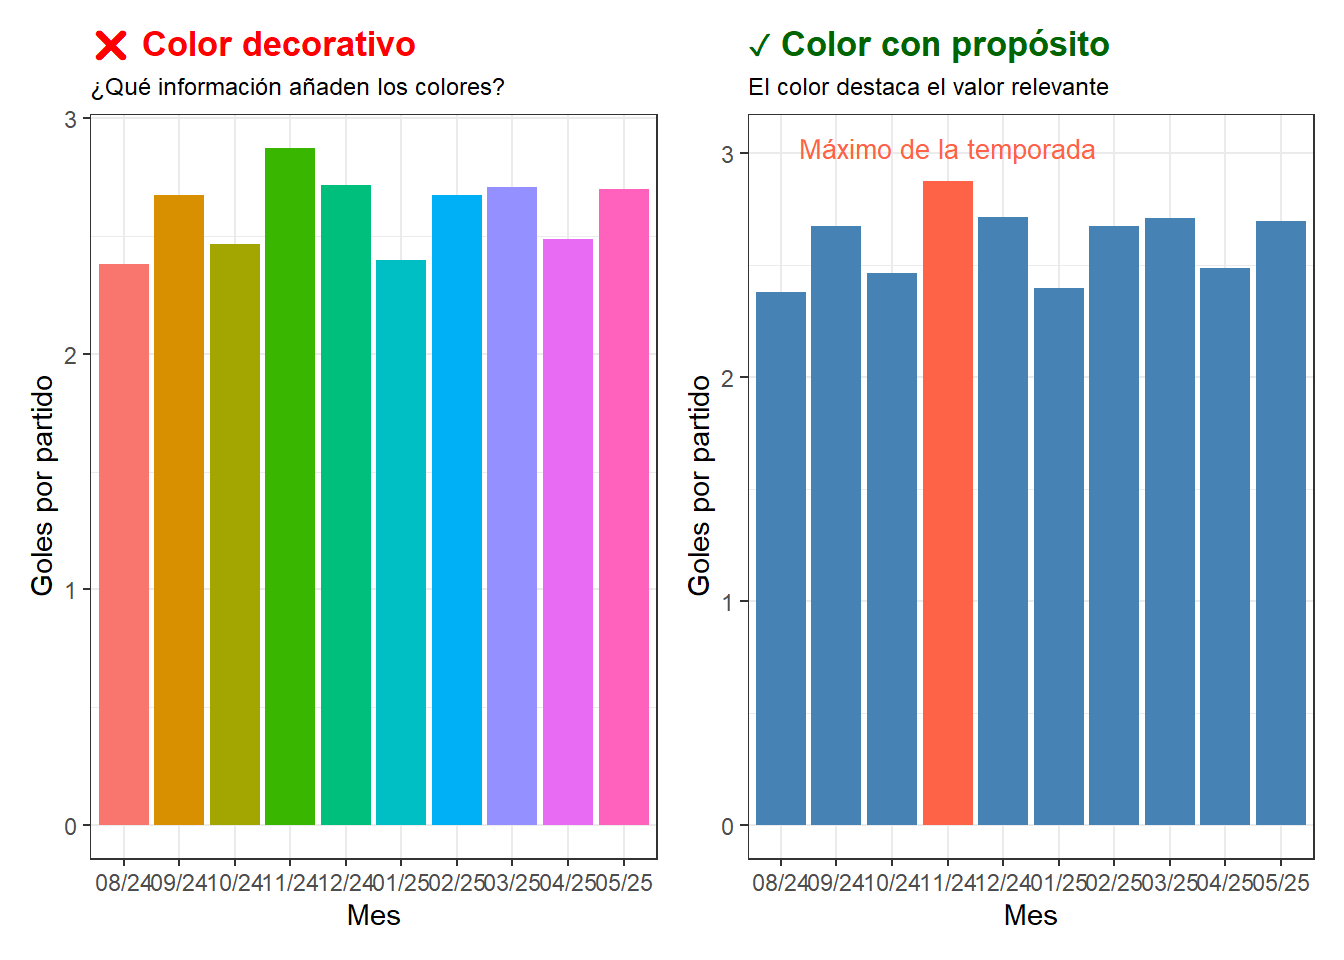 ❌ Color decorativo
¿Qué información añaden los colores?
3
2
1
0
Goles por partido
08/24 09/24 10/24 11/24 12/24 01/25 02/25 03/25 04/25 05/25
Mes
✓ Color con propósito
El color destaca el valor relevante
Máximo de la temporada
3
2
1
0
Goles por partido
08/24 09/24 10/24 11/24 12/24 01/25 02/25 03/25 04/25 05/25
Mes